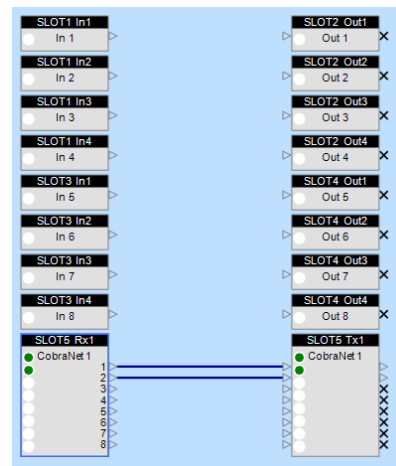 SLOT1 In1
In 1
SLOT1 In2
In 2
SLOT1 In3
In 3
SLOT1 In4
In 4
SLOT3 In1
In 5
SLOT3 In2
In 6
SLOT3 In3
In 7
SLOT3 In4
In 8
SLOT5 Rx1
CobraNet 1
1
2
3
4
5
6
7
8
SLOT2 Out1
Out 1
SLOT2 Out2
Out 2
SLOT2 Out3
Out 3
SLOT2 Out4
Out 4
SLOT4 Out1
Out 5
SLOT4 Out2
Out 6
SLOT4 Out3
Out 7
SLOT4 Out4
Out 8
SLOT5 Tx1
CobraNet 1